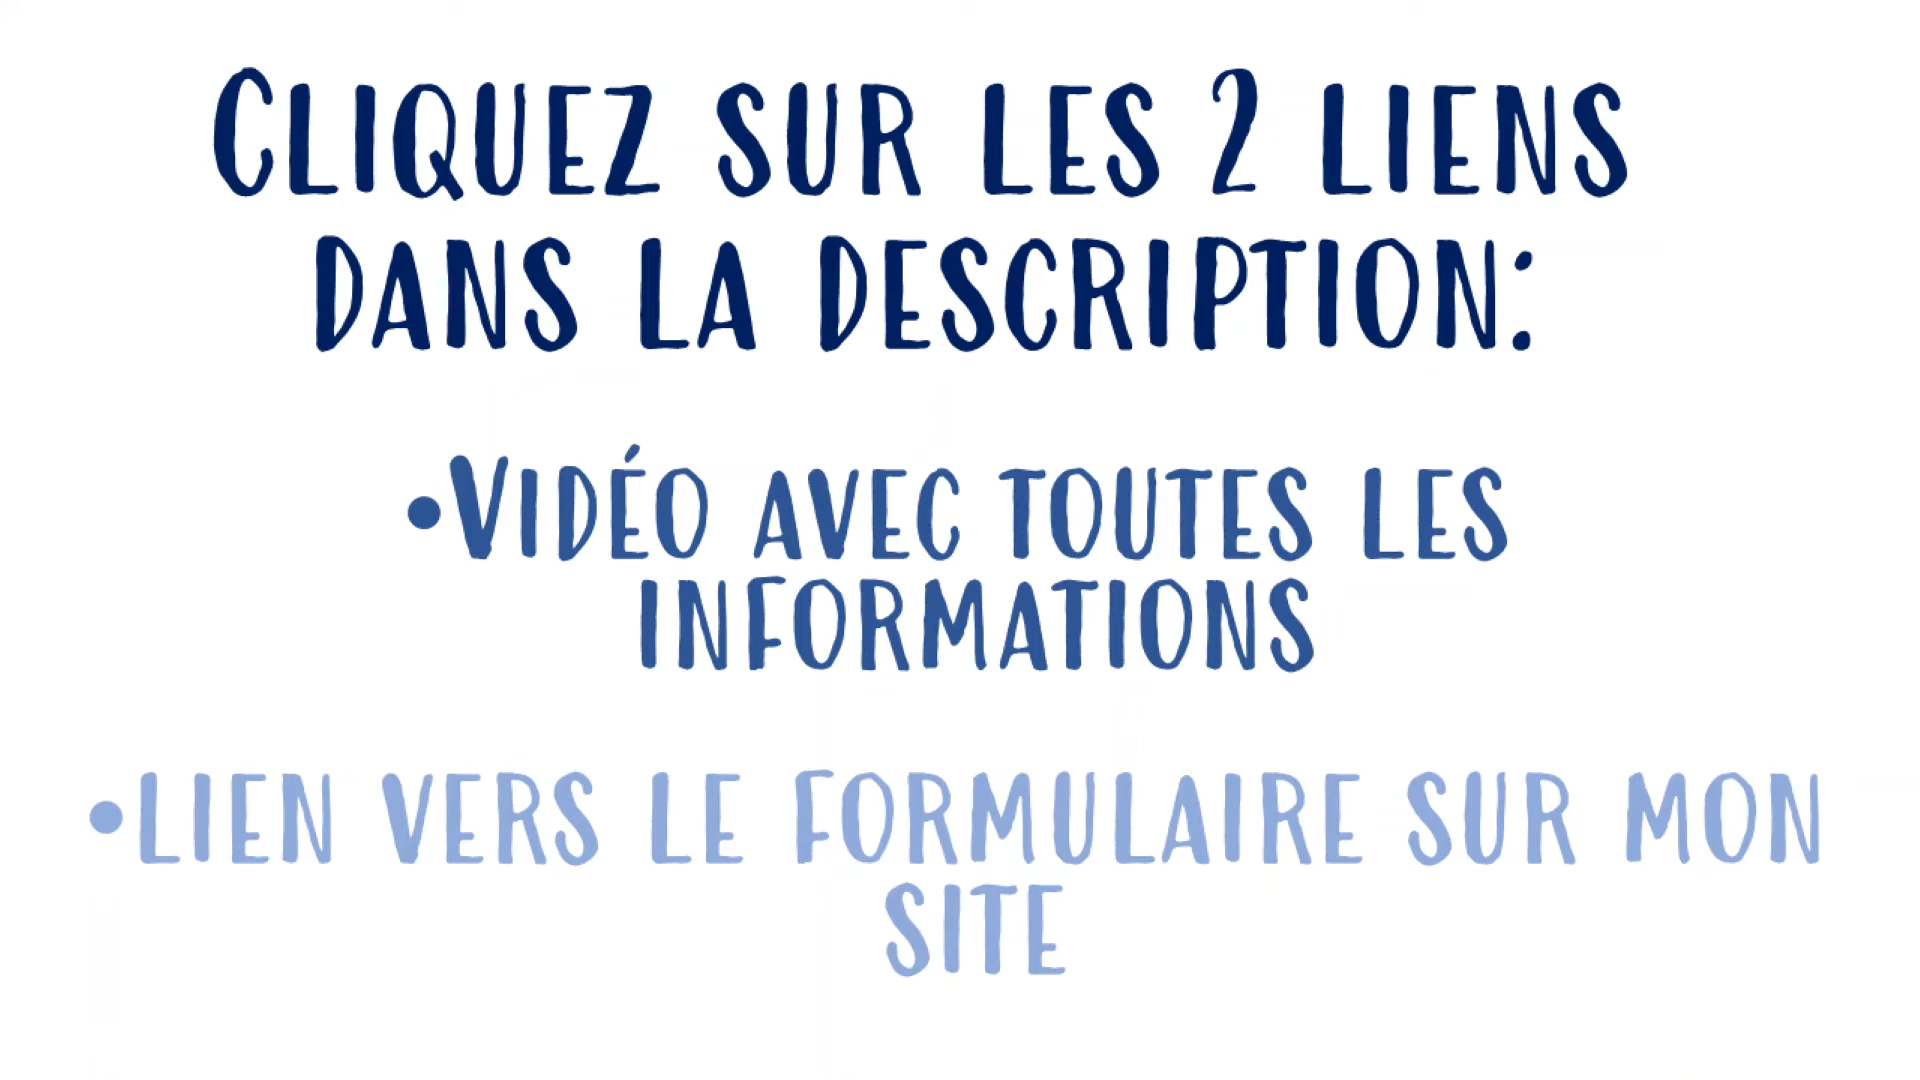 Cliquez sur les 2 liens
dans la description:
•Vidéo avec toutes les
informations
•Lien vers le formulaire sur mon
site